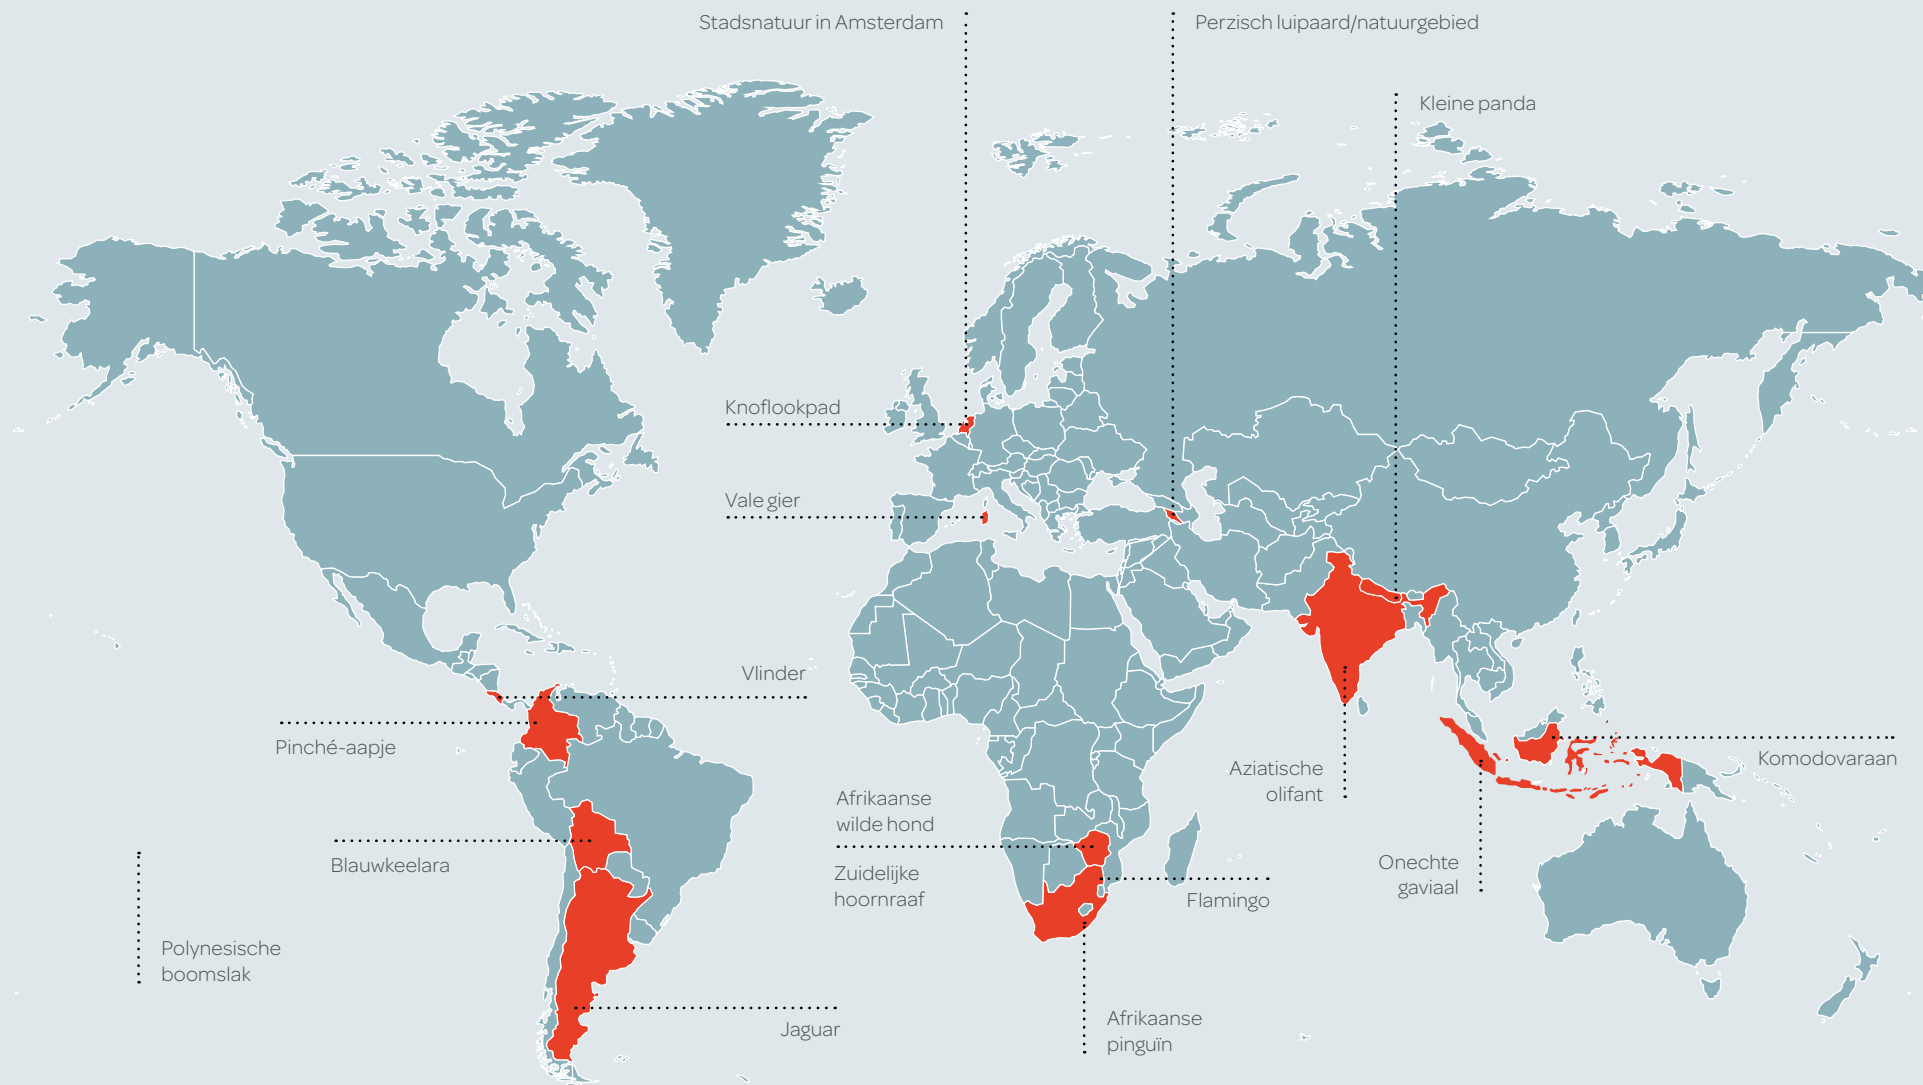 Stadsnatuur in Amsterdam
Perzisch luipaard/natuurgebied
Kleine panda
Knoflookpad
Vale gier
Vlinder
Pinché-aapje
Komodovaraan
Aziatische
olifant
Afrikaanse
wilde hond
Blauwkeelara
Onechte
gaviaal
Zuidelijke
hoornraaf
Flamingo
Polynesische
boomslak
Jaguar
Afrikaanse
pinguïn